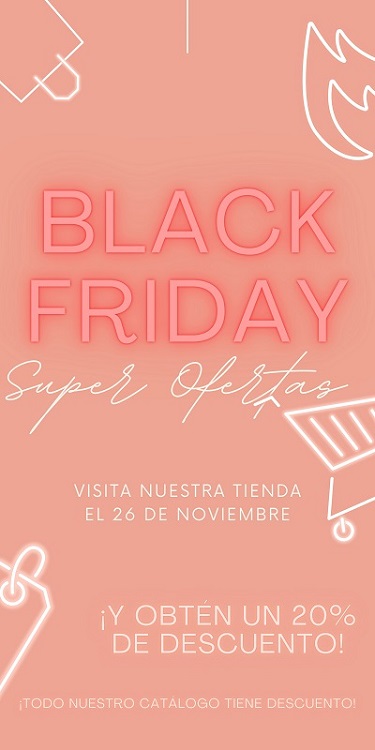 BLACK
FRIDAY
Super Ofertas
VISITA NUESTRA TIENDA
EL 26 DE NOVIEMBRE
¡Y OBTÉN UN 20%
DE DESCUENTO!
¡TODO NUESTRO CATÁLOGO TIENE DESCUENTO!